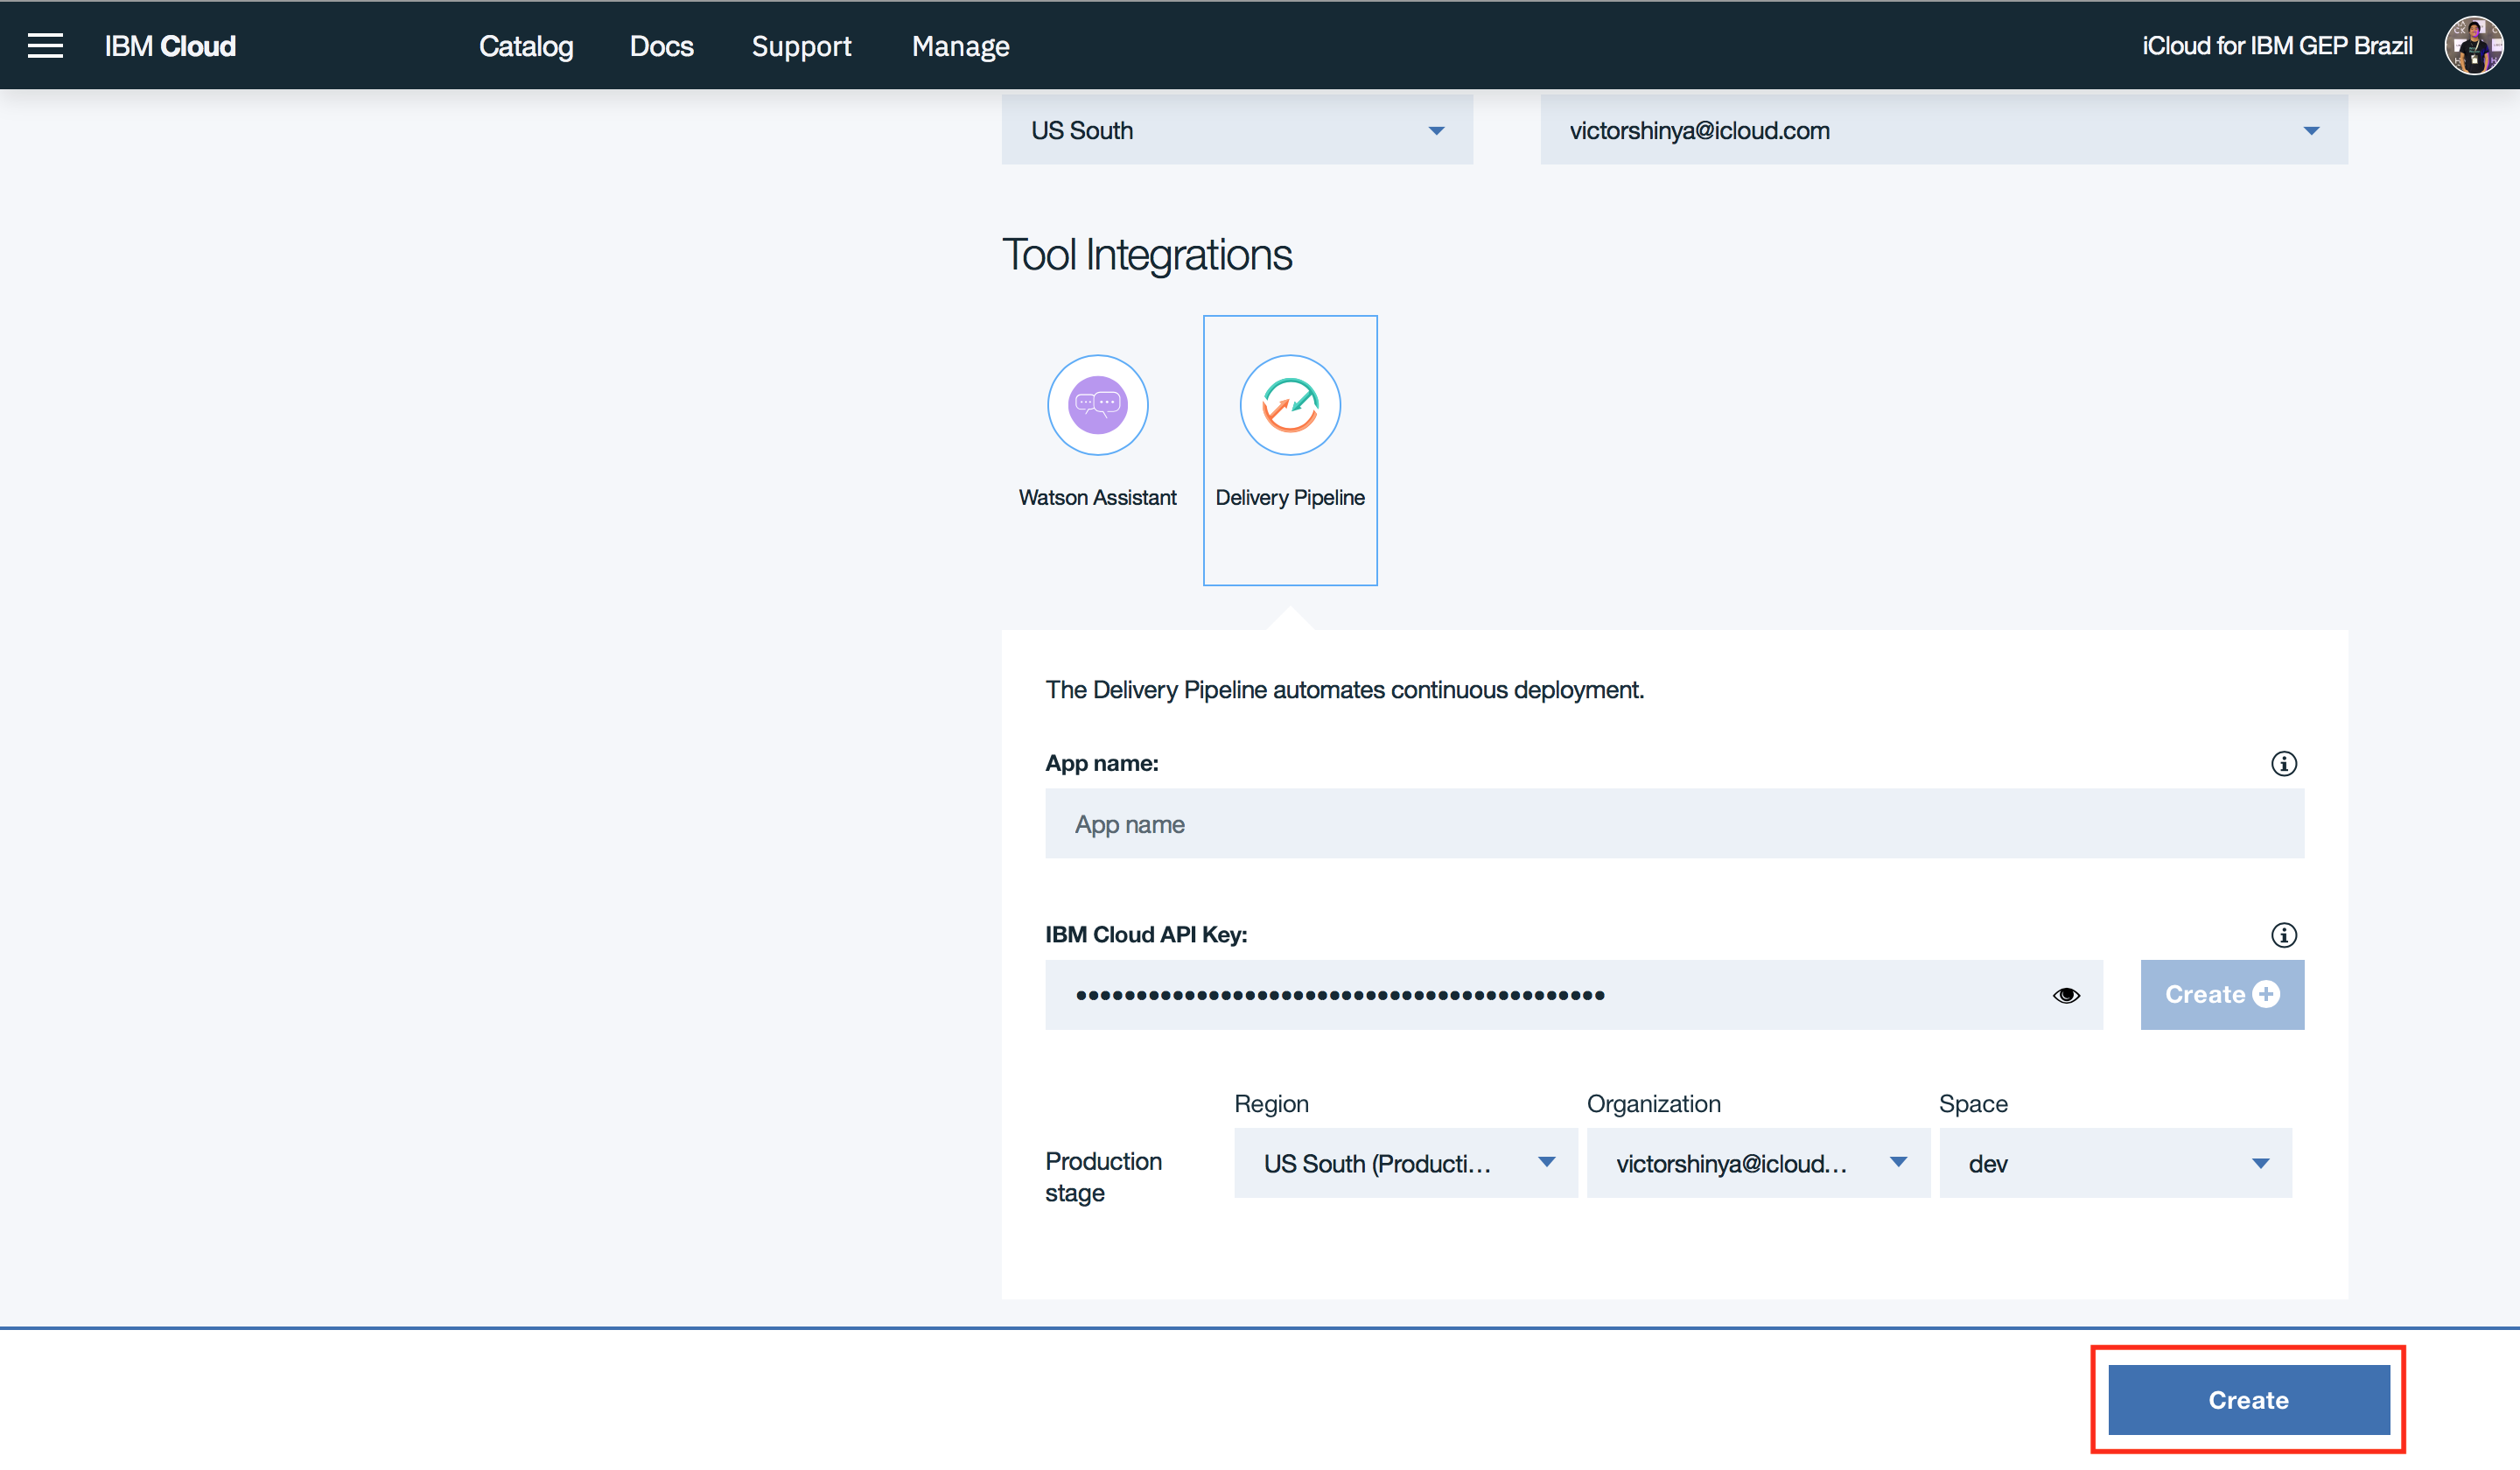 IBM Cloud
Catalog
Docs
Support
Manage
iCloud for IBM GEP Brazil
US South
victorshinya@icloud.com
Tool Integrations
Watson Assistant
Delivery Pipeline
The Delivery Pipeline automates continuous deployment.
App name:
App name
IBM Cloud API Key:
••••••••••••••••••••••••••••••••••••••••••••
Create
Region
Organization
Space
Production
stage
US South (Producti...
victorshinya@icloud...
dev
Create